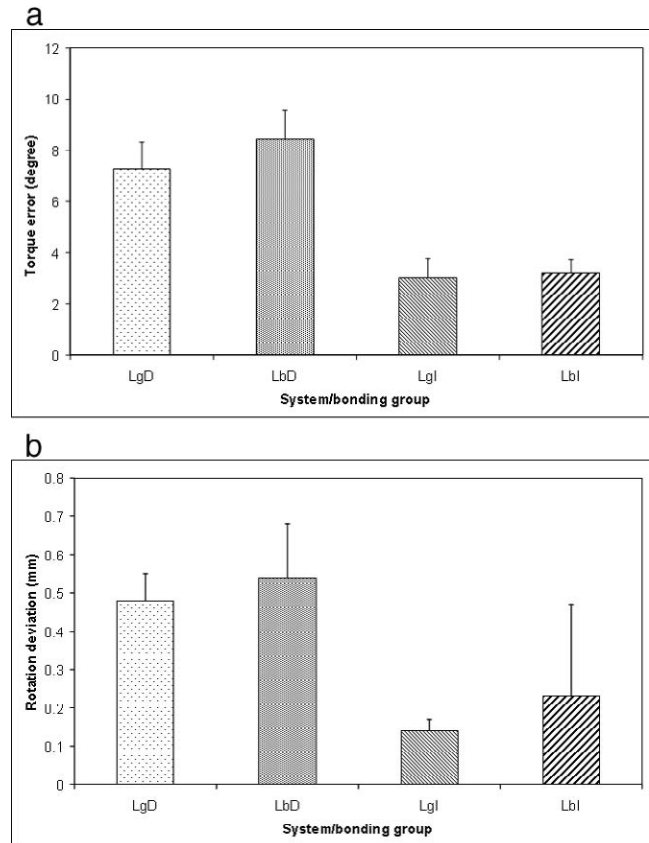 a
12
10
8
6
4
2
0
Torque error (degree)
LgD LbD LgI LbI
System/bonding group
b
0.8
0.7
0.6
0.5
0.4
0.3
0.2
0.1
0
Rotation deviation (mm)
LgD LbD LgI LbI
System/bonding group